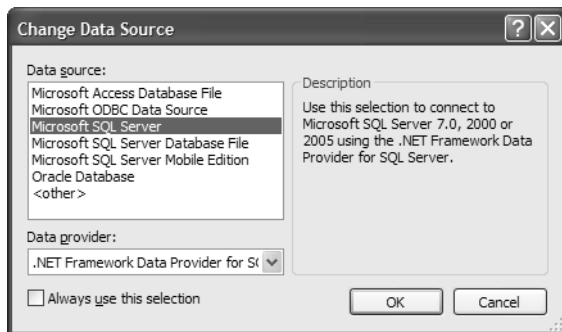 Change Data Source
Data source:
Microsoft Access Database File
Microsoft ODBC Data Source
Microsoft SQL Server
Microsoft SQL Server Database File
Microsoft SQL Server Mobile Edition
Oracle Database
<other>
Description
Use this selection to connect to
Microsoft SQL Server 7.0, 2000 or
2005 using the .NET Framework Data
Provider for SQL Server.
Data provider:
.NET Framework Data Provider for
Always use this selection
OK
Cancel